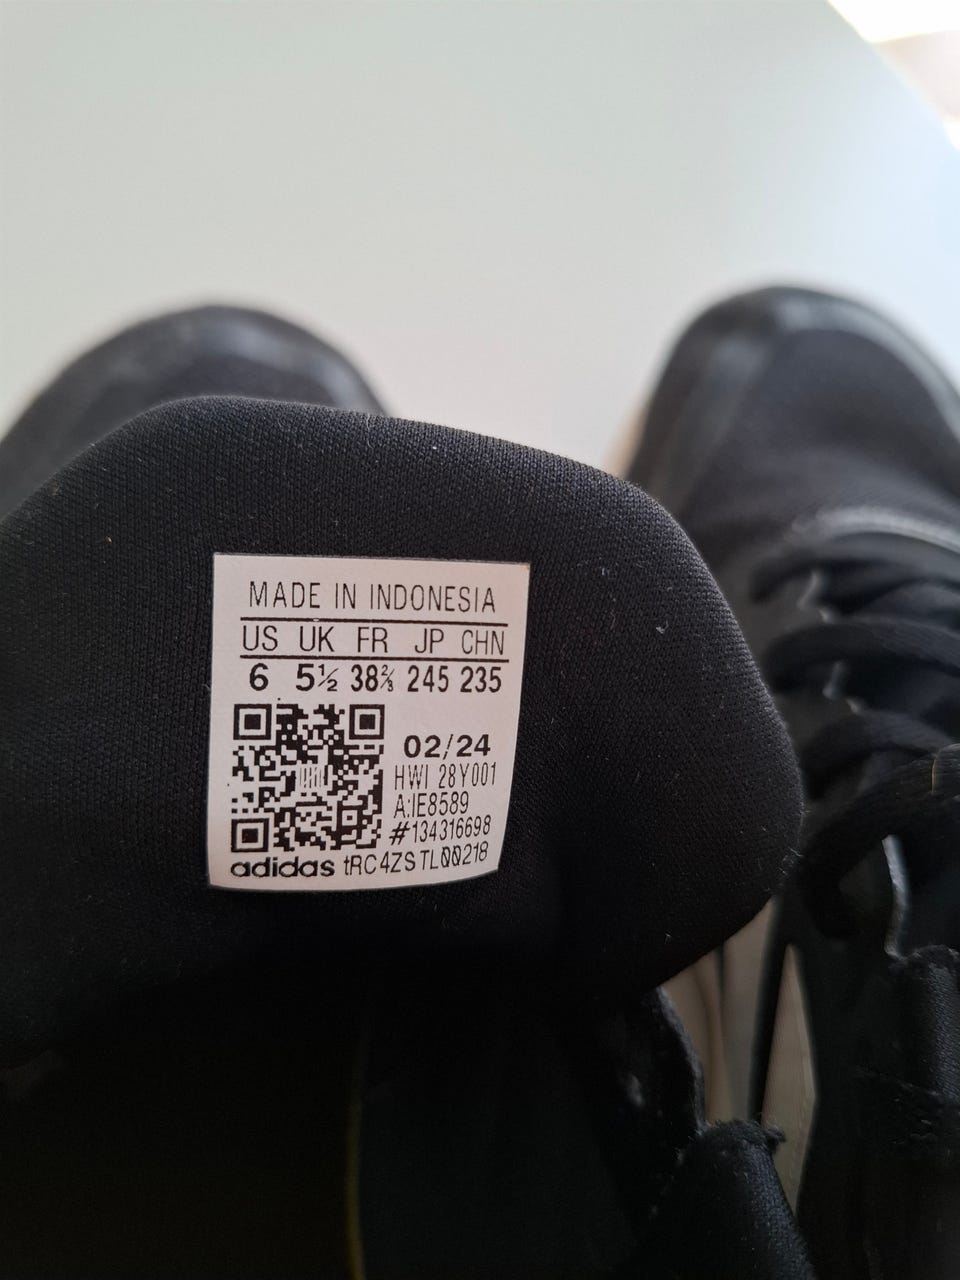 MADE IN INDONESIA
US UK FR JP CHN
6 5½ 38⅔ 245 235
02/24
HWI 28Y001
A:IE8589
#134316698
adidas tRC4ZSTL00218